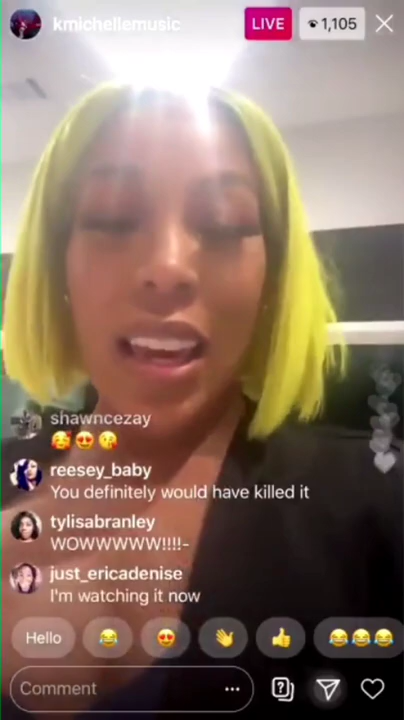 kmichellemusic LIVE 1,105
shawncezay
🥰😍😘
reesey_baby
You definitely would have killed it
tylisabranley
WOWWWWW!!!!-
just_ericadenise
I'm watching it now
Hello 😂 😍 👋 👍 😂😂😂
Comment ...